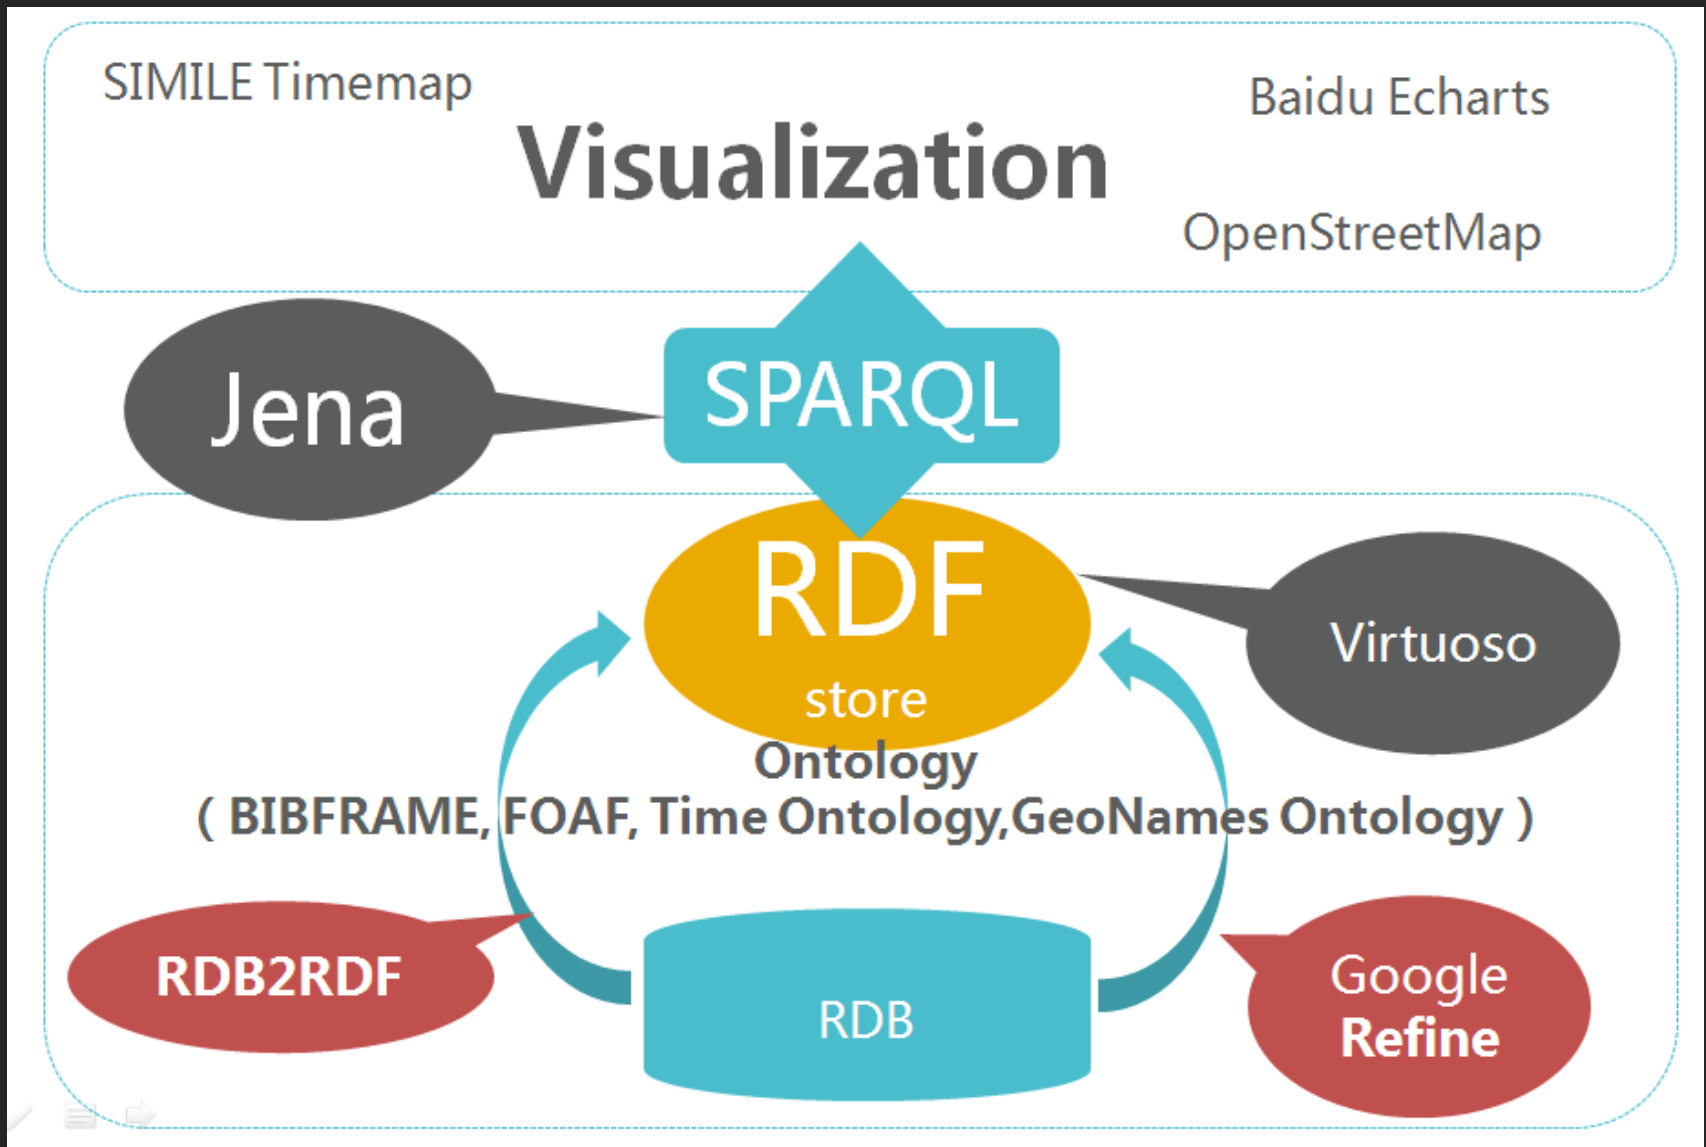 SIMILE Timemap
Baidu Echarts
Visualization
OpenStreetMap
Jena
SPARQL
RDF
store
Virtuoso
Ontology
( BIBFRAME, FOAF, Time Ontology,GeoNames Ontology )
RDB2RDF
RDB
Google
Refine